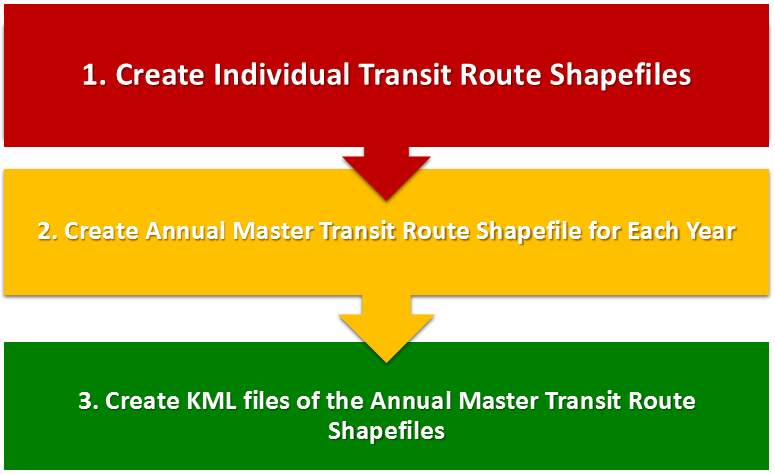 1. Create Individual Transit Route Shapefiles
2. Create Annual Master Transit Route Shapefile for Each Year
3. Create KML files of the Annual Master Transit Route
Shapefiles